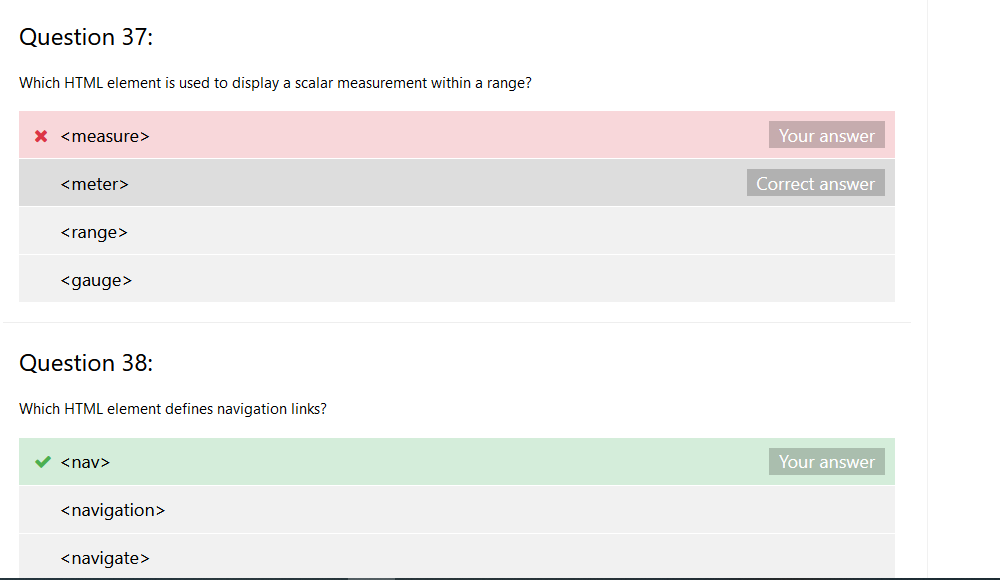 Question 37:
Which HTML element is used to display a scalar measurement within a range?
<measure> Your answer
<meter> Correct answer
<range>
<gauge>
Question 38:
Which HTML element defines navigation links?
<nav> Your answer
<navigation>
<navigate>